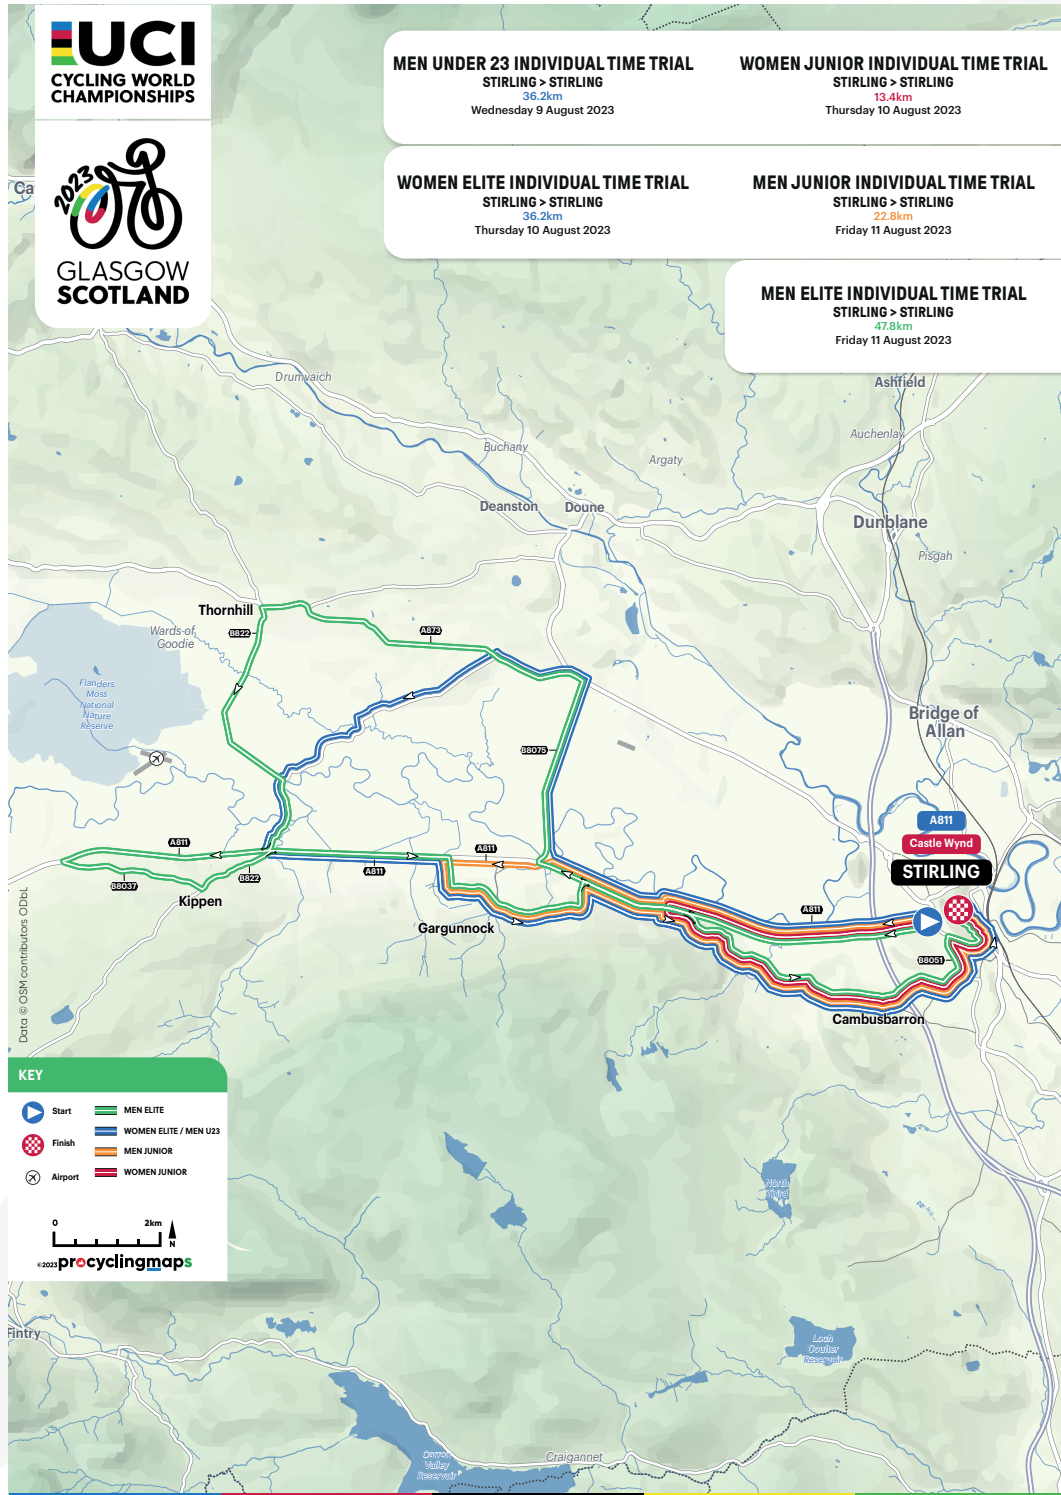 UCI
CYCLING WORLD
CHAMPIONSHIPS
2023
GLASGOW
SCOTLAND
MEN UNDER 23 INDIVIDUAL TIME TRIAL
STIRLING > STIRLING
36.2km
Wednesday 9 August 2023
WOMEN JUNIOR INDIVIDUAL TIME TRIAL
STIRLING > STIRLING
13.4km
Thursday 10 August 2023
WOMEN ELITE INDIVIDUAL TIME TRIAL
STIRLING > STIRLING
36.2km
Thursday 10 August 2023
MEN JUNIOR INDIVIDUAL TIME TRIAL
STIRLING > STIRLING
22.8km
Friday 11 August 2023
MEN ELITE INDIVIDUAL TIME TRIAL
STIRLING > STIRLING
47.8km
Friday 11 August 2023
Ca
Drumvaich
Ashfield
Buchany
Auchenlay
Argaty
Deanston
Doune
Dunblane
Pisgah
Thornhill
B822
A873
Wards of
Goodie
Flanders
Moss
National
Nature
Reserve
Bridge of
Allan
B8075
A811
Castle Wynd
STIRLING
A811
A811
A811
B8037
B822
Kippen
Gargunnock
A811
B8051
Cambusbarron
Data © OSM contributors ODbL
KEY
Start
Finish
Airport
MEN ELITE
WOMEN ELITE / MEN U23
MEN JUNIOR
WOMEN JUNIOR
0
2km
N
©2023 procyclingmaps
North
Third
Fintry
Loch
Coulter
Reservoir
Carron
Valley
Reservoir
Craigannet